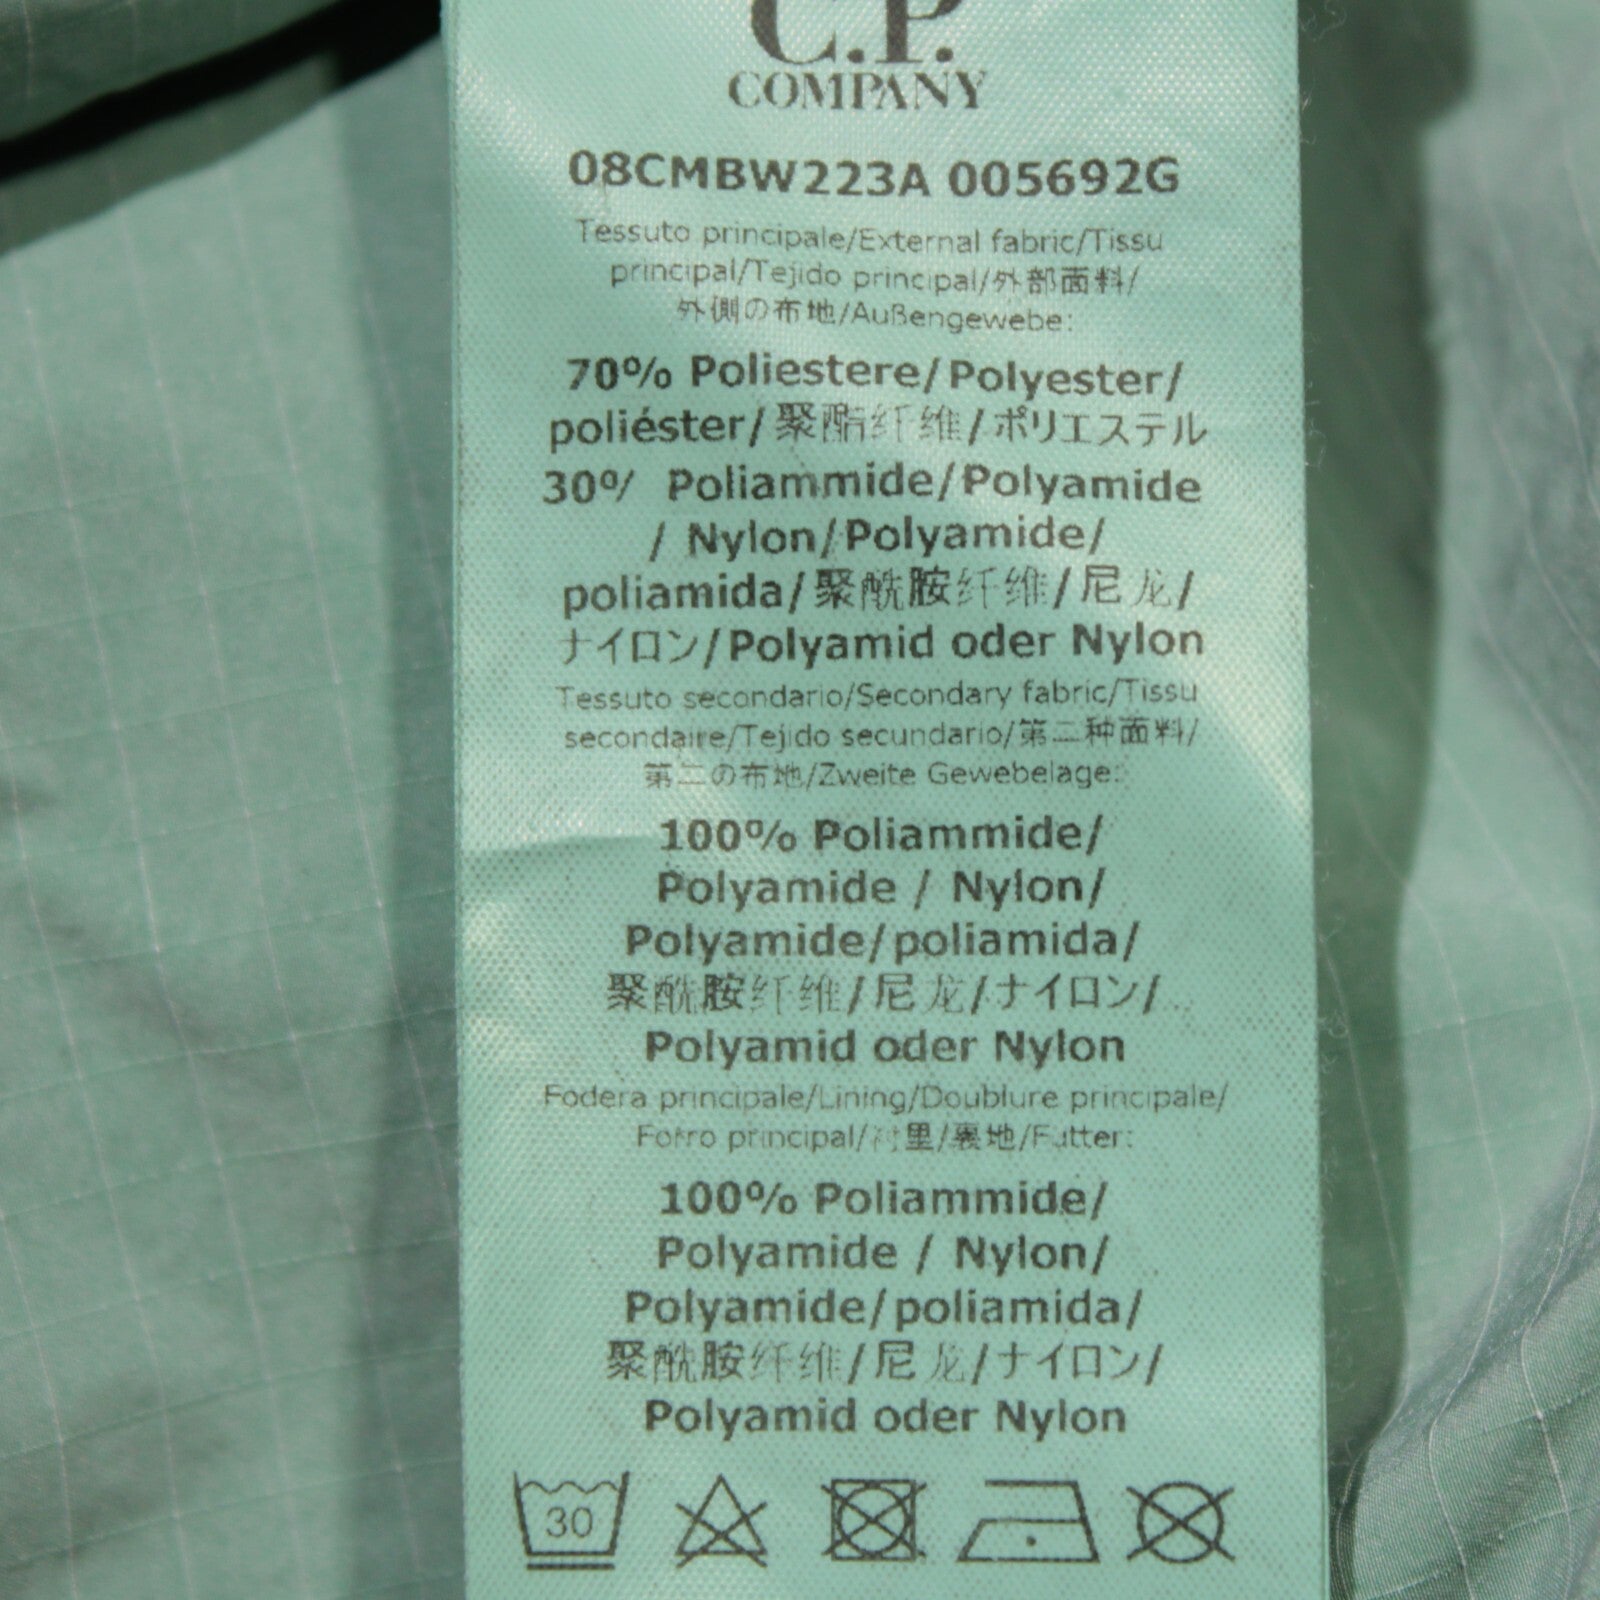 C.P.
COMPANY
08CMBW223A 005692G
Tessuto principale/External fabric/Tissu
principal/Tejido principal/外部面料/
外側の布地/Außengewebe:
70% Poliestere/Polyester/
poliéster/聚酯纤维/ポリエステル
30% Poliammide/Polyamide
/ Nylon/Polyamide/
poliamida/聚酰胺纤维/尼龙/
ナイロン/Polyamid oder Nylon
Tessuto secondario/Secondary fabric/Tissu
secondaire/Tejido secundario/第二种面料/
第二の布地/Zweite Gewebelage:
100% Poliammide/
Polyamide / Nylon/
Polyamide/poliamida/
聚酰胺纤维/尼龙/ナイロン/
Polyamid oder Nylon
Fodera principale/Lining/Doublure principale/
Forro principal/衬里/裏地/Futter:
100% Poliammide/
Polyamide / Nylon/
Polyamide/poliamida/
聚酰胺纤维/尼龙/ナイロン/
Polyamid oder Nylon
30